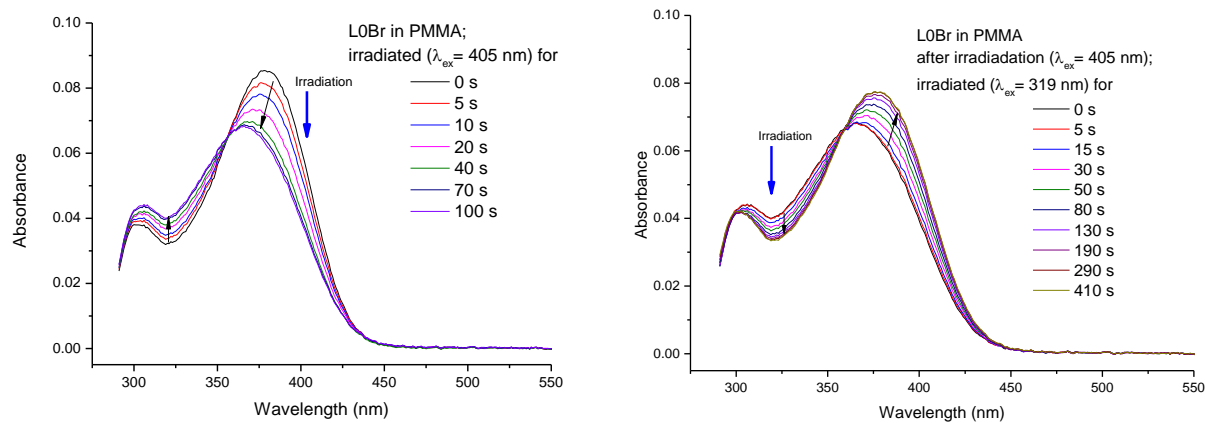 L0Br in PMMA;
irradiated (λex= 405 nm) for
Irradiation
0 s
5 s
10 s
20 s
40 s
70 s
100 s
0.10
0.08
0.06
0.04
0.02
0.00
Absorbance
300
350
400
450
500
550
Wavelength (nm)
L0Br in PMMA
after irradiadation (λex= 405 nm);
irradiated (λex= 319 nm) for
Irradiation
0 s
5 s
15 s
30 s
50 s
80 s
130 s
190 s
290 s
410 s
0.10
0.08
0.06
0.04
0.02
0.00
Absorbance
300
350
400
450
500
550
Wavelength (nm)